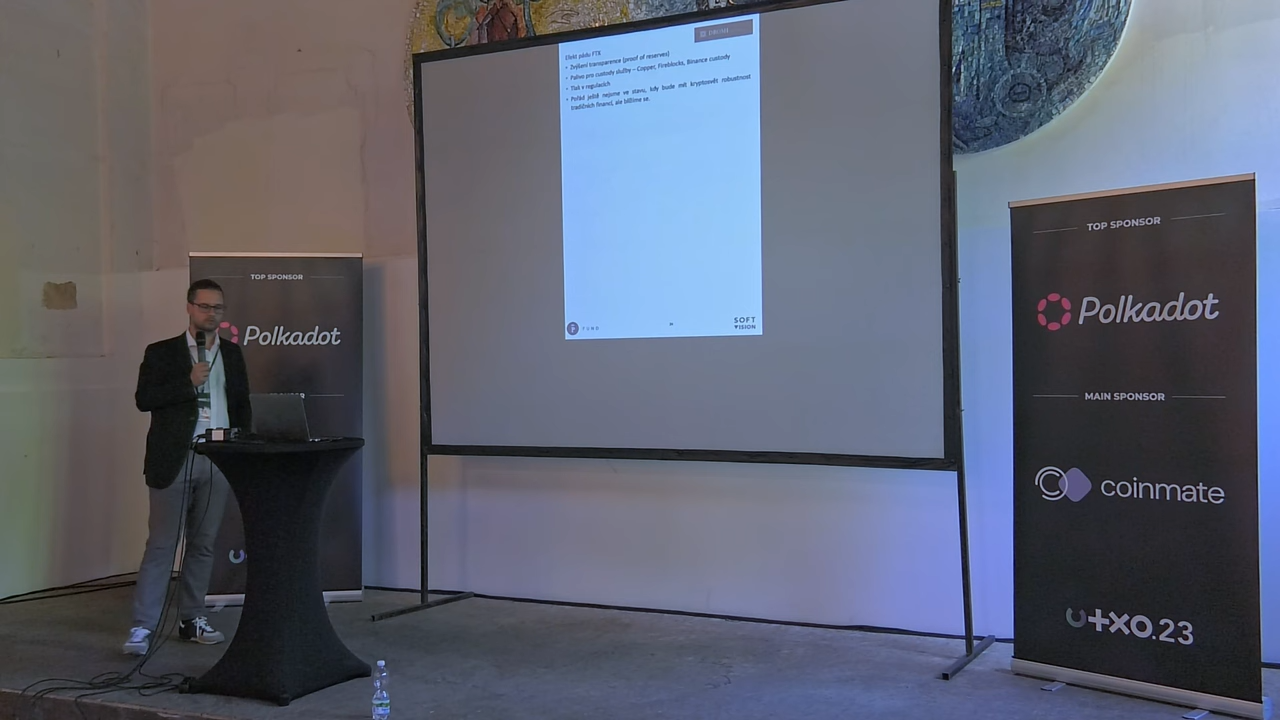 Efekt pádu FTX
• Zvýšení transparence (proof of reserves)
• Palivo pro custody služby – Copper, Fireblocks, Binance custody
• Tlak v regulacích
• Pořád ještě nejsme ve stavu, kdy bude mít kryptosvět robustnost
tradičních financí, ale blížíme se.
FUND
SOFT
VISION
TOP SPONSOR
Polkadot
TOP SPONSOR
Polkadot
MAIN SPONSOR
coinmate
utxo.23